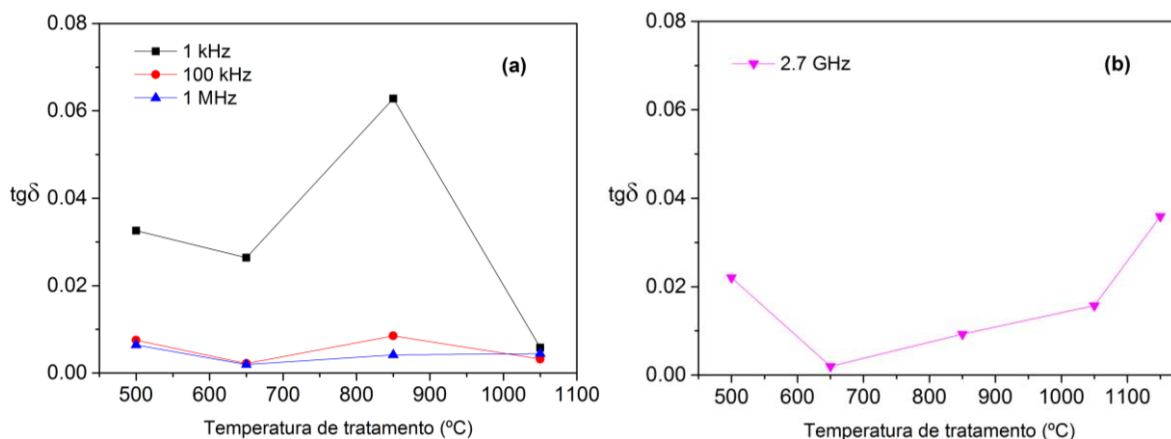 0.08
0.06
0.04
0.02
0.00
tgδ
1 kHz
100 kHz
1 MHz
(a)
500 600 700 800 900 1000 1100
Temperatura de tratamento (ºC)
0.08
0.06
0.04
0.02
0.00
tgδ
2.7 GHz
(b)
500 600 700 800 900 1000 1100
Temperatura de tratamento (ºC)